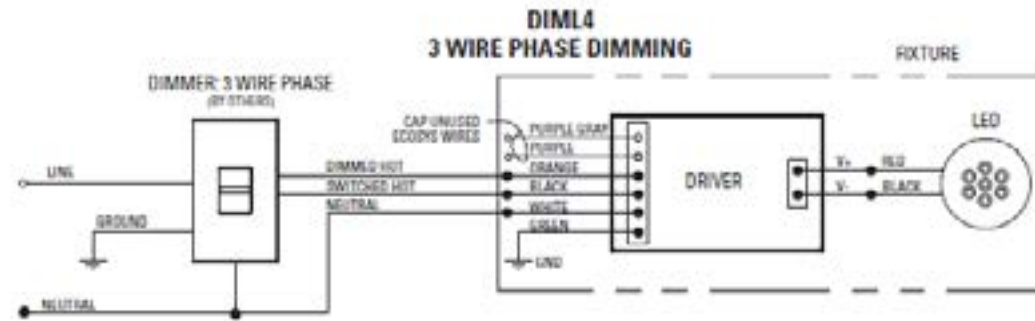 DIML4
3 WIRE PHASE DIMMING
FIXTURE
DIMMER: 3 WIRE PHASE
(BY OTHERS)
CAP UNUSED
ECOSYS WIRES
PURPLE GRAY
PURPLE
LED
LINE
DIMMED HOT
ORANGE
V+
RED
SWITCHED HOT
BLACK
DRIVER
V-
BLACK
NEUTRAL
WHITE
GROUND
GREEN
GND
NEUTRAL